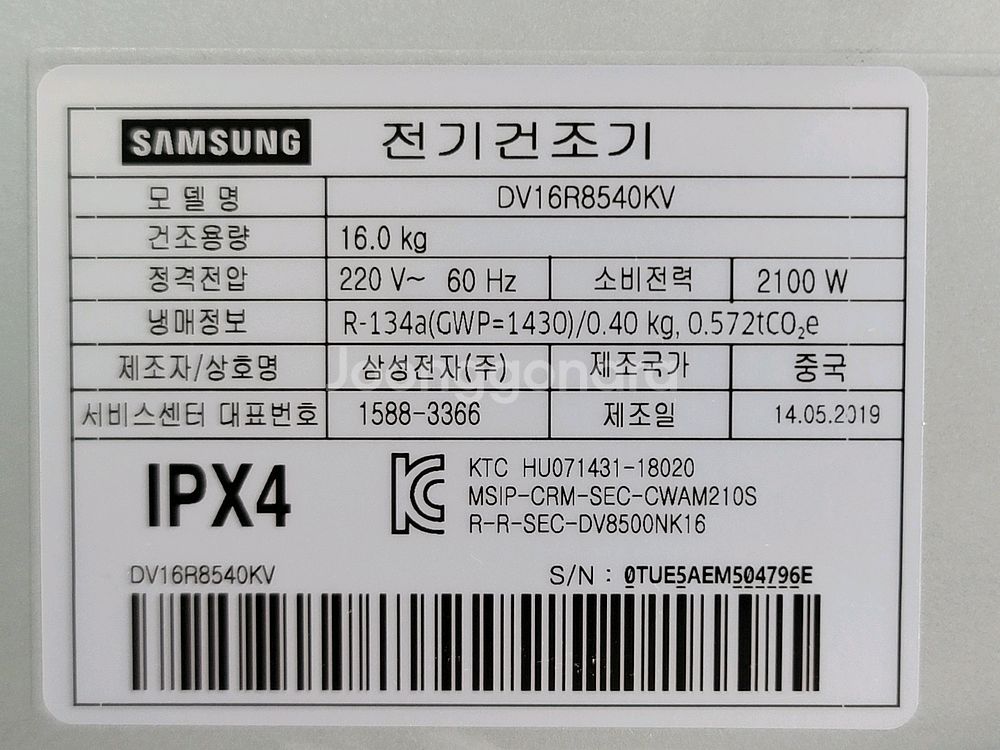 SAMSUNG 전기건조기
모델명 DV16R8540KV
건조용량 16.0 kg
정격전압 220 V~ 60 Hz 소비전력 2100 W
냉매정보 R-134a(GWP=1430)/0.40 kg, 0.572tCO₂e
제조자/상호명 삼성전자(주) 제조국가 중국
Joonggonara
서비스센터 대표번호 1588-3366 제조일 14.05.2019
IPX4
KTC HU071431-18020
MSIP-CRM-SEC-CWAM210S
R-R-SEC-DV8500NK16
DV16R8540KV S/N : 0TUE5AEM504796E